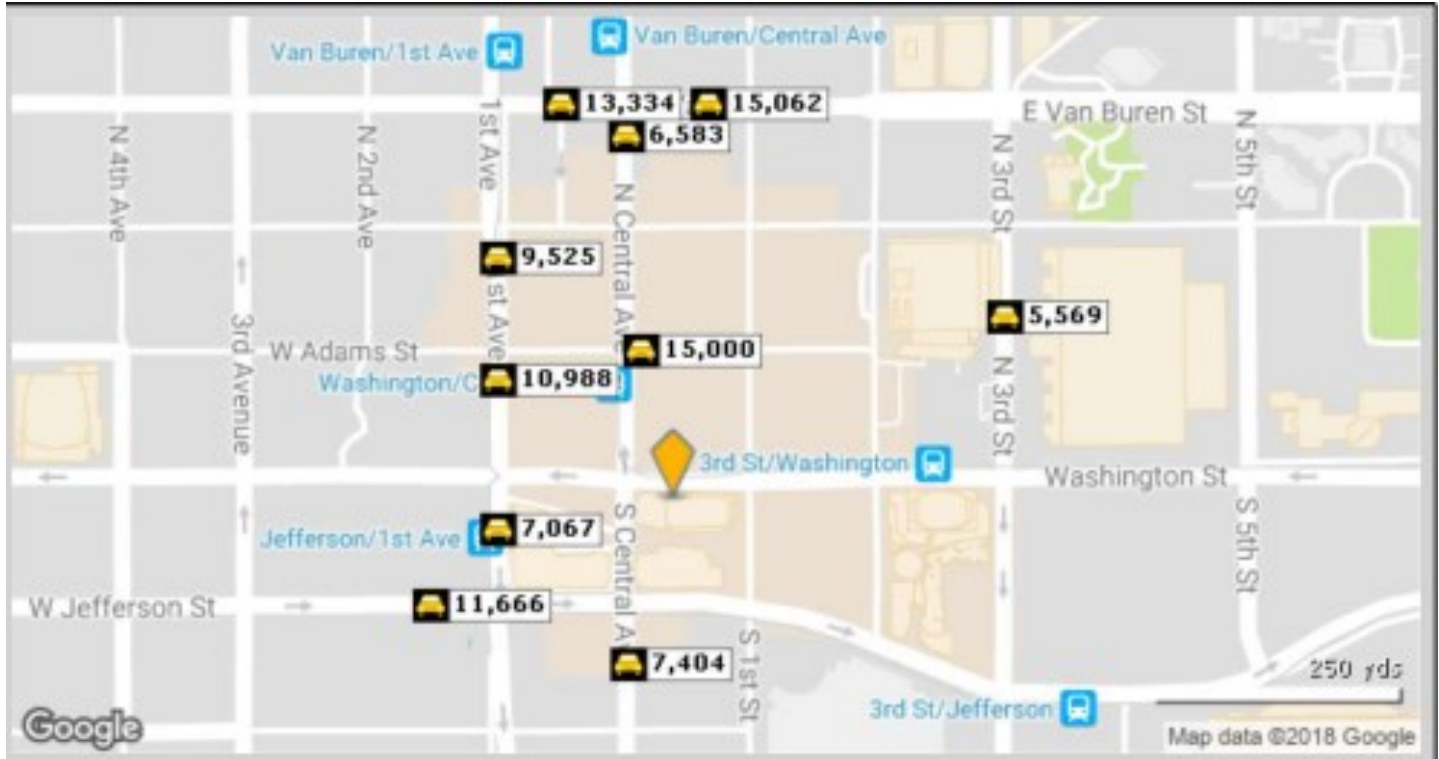 Van Buren/1st Ave
Van Buren/Central Ave
13,334
15,062
6,583
E Van Buren St
N 4th Ave
N 2nd Ave
1st Ave
N Central Ave
N 3rd St
N 5th St
9,525
st Ave
5,569
3rd Avenue
W Adams St
15,000
Washington/C
10,988
N 3rd St
3rd St/Washington
Washington St
Jefferson/1st Ave
7,067
S Central A
S 5th St
W Jefferson St
11,666
7,404
S 1st St
250 yds
3rd St/Jefferson
Google
Map data ©2018 Google